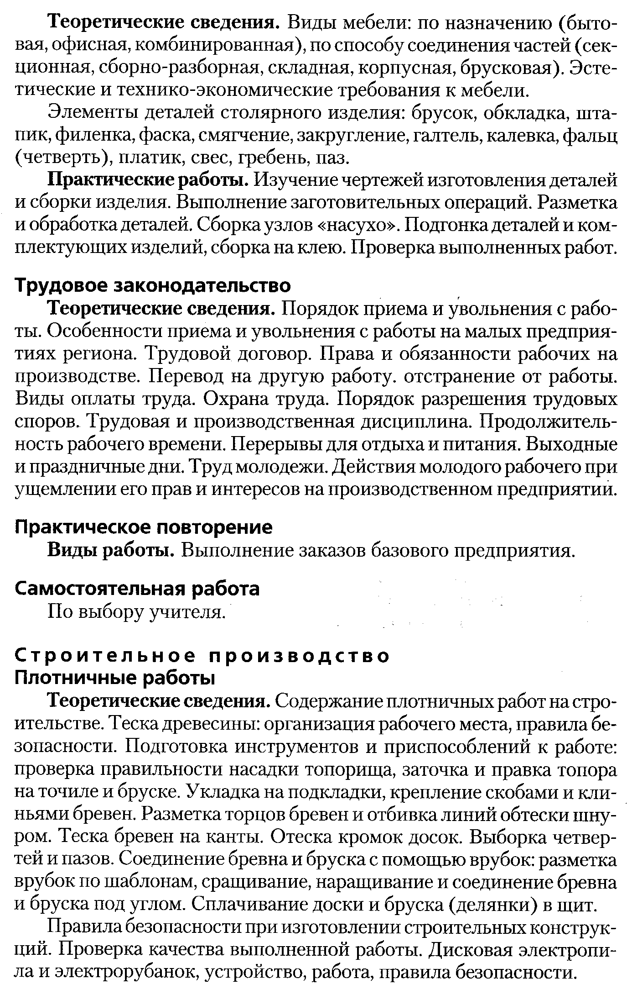 Теоретические сведения. Виды мебели: по назначению (быто-
вая, офисная, комбинированная), по способу соединения частей (сек-
ционная, сборно-разборная, складная, корпусная, брусковая). Эсте-
тические и технико-экономические требования к мебели.
Элементы деталей столярного изделия: брусок, обкладка, шта-
пик, филенка, фаска, смягчение, закругление, галтель, калевка, фальц
(четверть), платик, свес, гребень, паз.
Практические работы. Изучение чертежей изготовления деталей
и сборки изделия. Выполнение заготовительных операций. Разметка
и обработка деталей. Сборка узлов «насухо». Подгонка деталей и ком-
плектующих изделий, сборка на клею. Проверка выполненных работ.
Трудовое законодательство
Теоретические сведения. Порядок приема и увольнения с рабо-
ты. Особенности приема и увольнения с работы на малых предприя-
тиях региона. Трудовой договор. Права и обязанности рабочих на
производстве. Перевод на другую работу. отстранение от работы.
Виды оплаты труда. Охрана труда. Порядок разрешения трудовых
споров. Трудовая и производственная дисциплина. Продолжитель-
ность рабочего времени. Перерывы для отдыха и питания. Выходные
и праздничные дни. Труд молодежи. Действия молодого рабочего при
ущемлении его прав и интересов на производственном предприятии.
Практическое повторение
Виды работы. Выполнение заказов базового предприятия.
Самостоятельная работа
По выбору учителя.
Строительное производство
Плотничные работы
Теоретические сведения. Содержание плотничных работ на стро-
ительстве. Теска древесины: организация рабочего места, правила бе-
зопасности. Подготовка инструментов и приспособлений к работе:
проверка правильности насадки топорища, заточка и правка топора
на точиле и бруске. Укладка на подкладки, крепление скобами и кли-
ньями бревен. Разметка торцов бревен и отбивка линий обтески шну-
ром. Теска бревен на канты. Отеска кромок досок. Выборка четвер-
тей и пазов. Соединение бревна и бруска с помощью врубок: разметка
врубок по шаблонам, сращивание, наращивание и соединение бревна
и бруска под углом. Сплачивание доски и бруска (делянки) в щит.
Правила безопасности при изготовлении строительных конструк-
ций. Проверка качества выполненной работы. Дисковая электропи-
ла и электрорубанок, устройство, работа, правила безопасности.